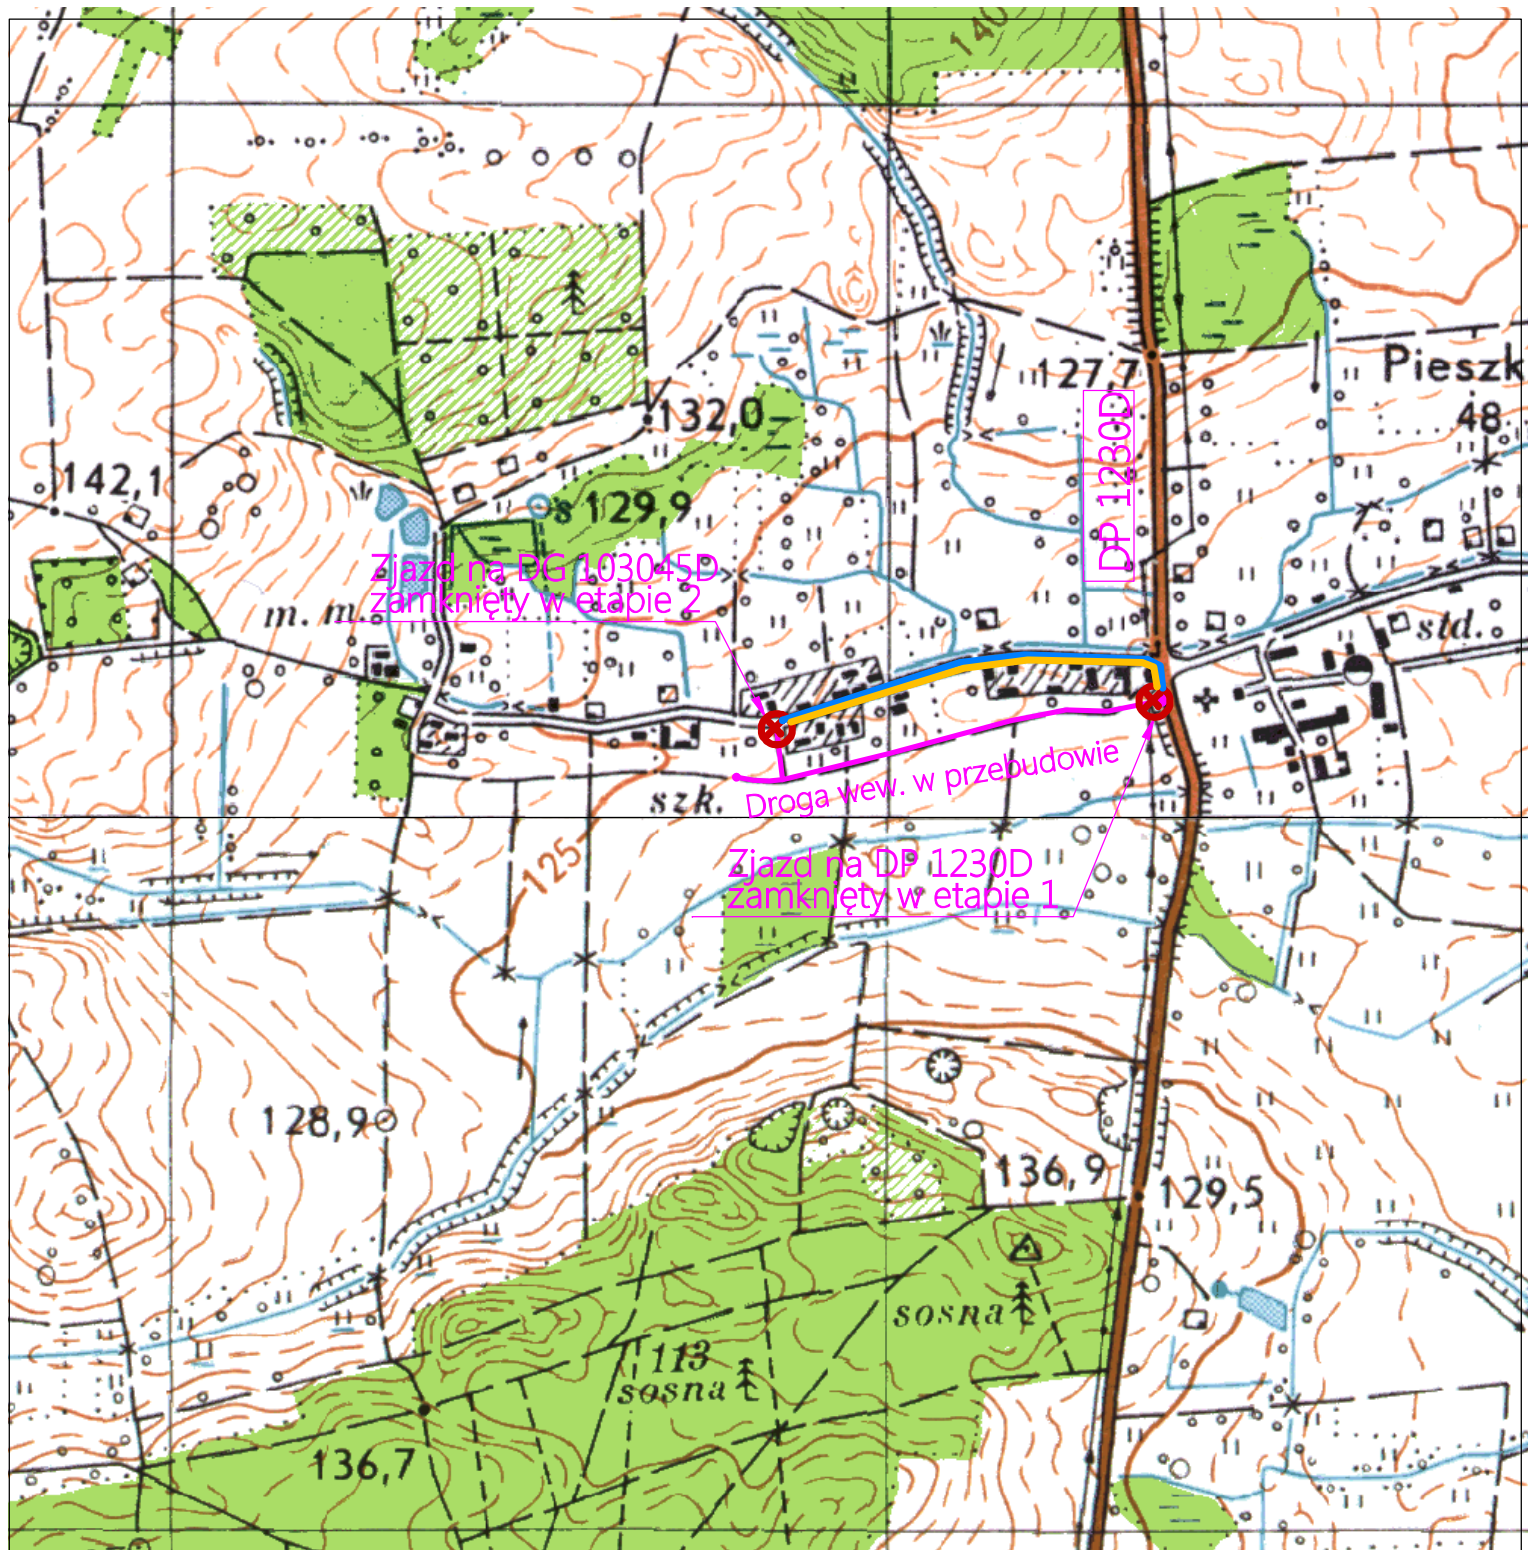 140
127,7
Pieszk
48
DP 1230D
132,0
142,1
s 129,9
Zjazd na DG 103045D
zamknięty w etapie 2
m. m.
std.
szk.
Droga wew. w przebudowie
125
Zjazd na DP 1230D
zamknięty w etapie 1
128,9
136,9
129,5
sosna
113
sosna
136,7